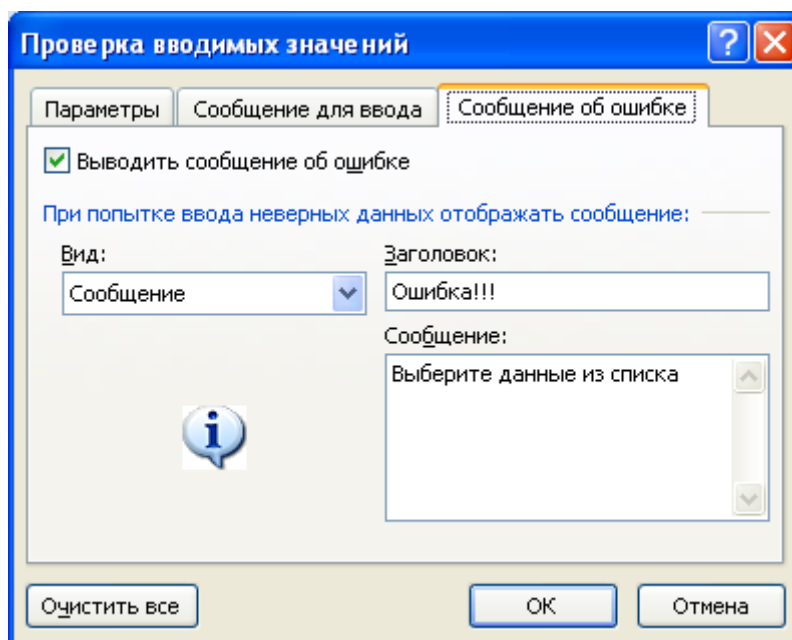 Проверка вводимых значений
Параметры Сообщение для ввода Сообщение об ошибке
Выводить сообщение об ошибке
При попытке ввода неверных данных отображать сообщение:
Вид: Заголовок:
Сообщение Ошибка!!!
Сообщение:
Выберите данные из списка
Очистить все ОК Отмена